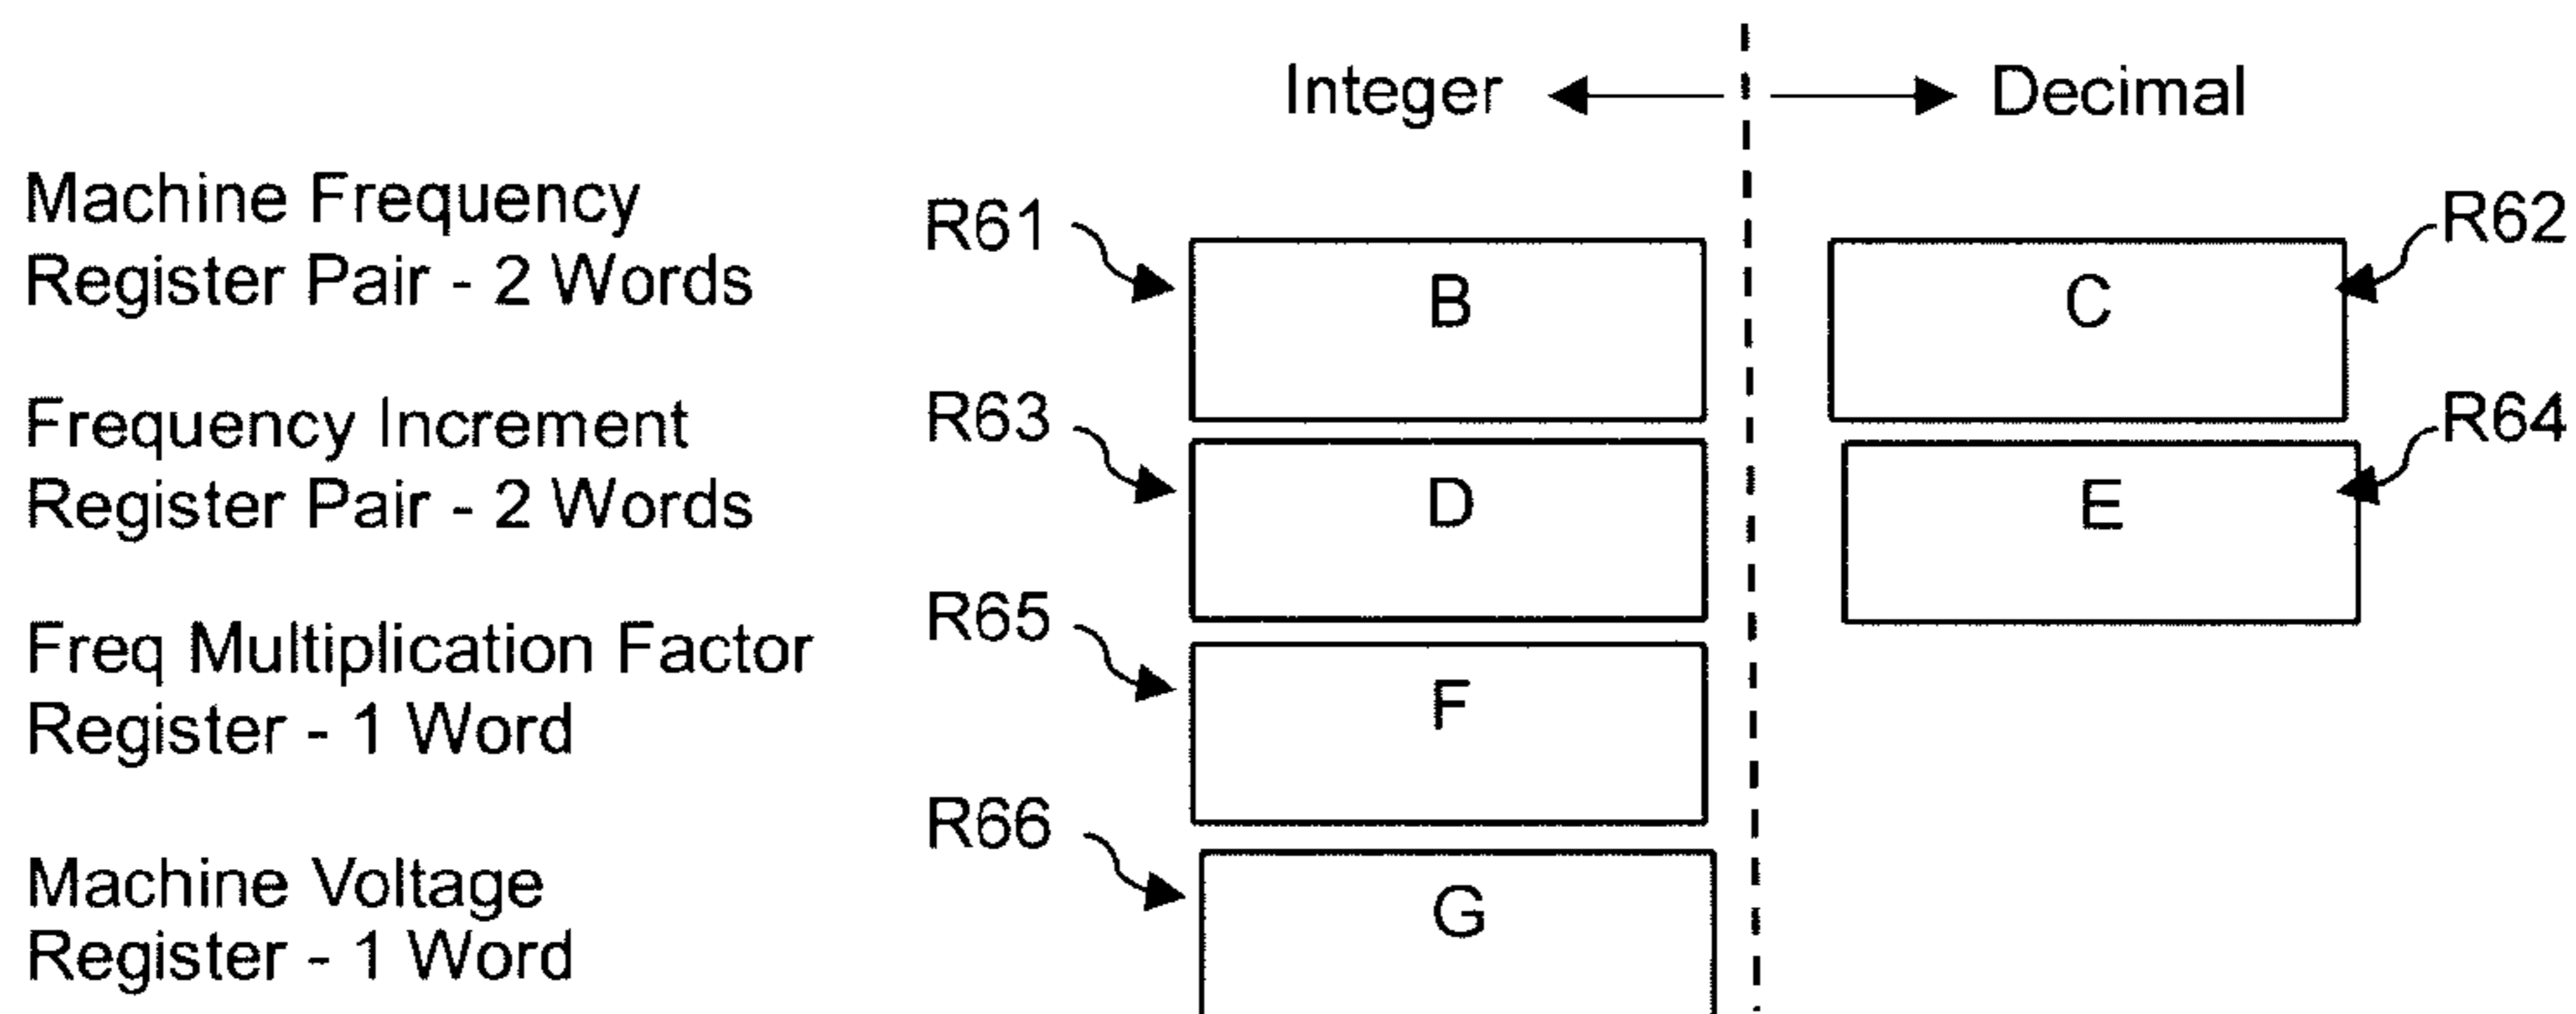 Integer Decimal
Machine Frequency
Register Pair - 2 Words
R61
B
C
R62
Frequency Increment
Register Pair - 2 Words
R63
D
E
R64
Freq Multiplication Factor
Register - 1 Word
R65
F
Machine Voltage
Register - 1 Word
R66
G